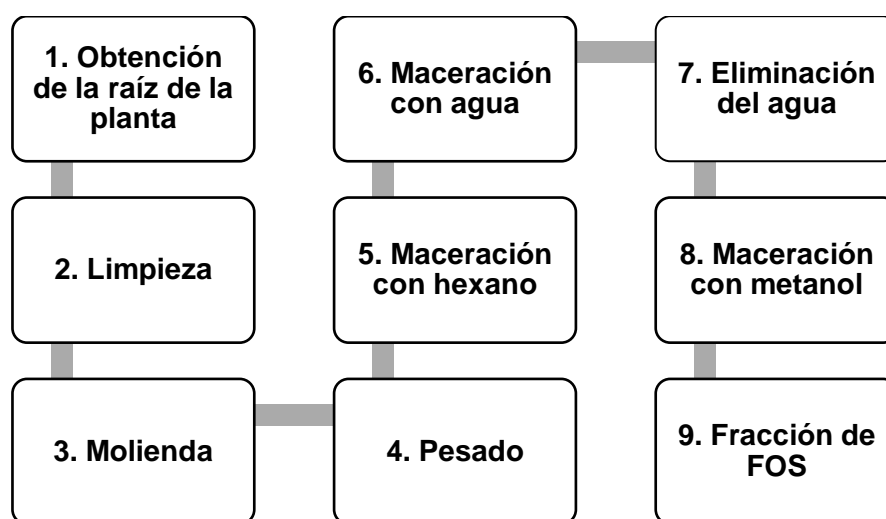 1. Obtención
de la raíz de la
planta
2. Limpieza
3. Molienda
4. Pesado
5. Maceración
con hexano
6. Maceración
con agua
7. Eliminación
del agua
8. Maceración
con metanol
9. Fracción de
FOS